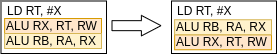 LD RT, #X
ALU RX, RT, RW
ALU RB, RA, RX
LD RT, #X
ALU RB, RA, RX
ALU RX, RT, RW